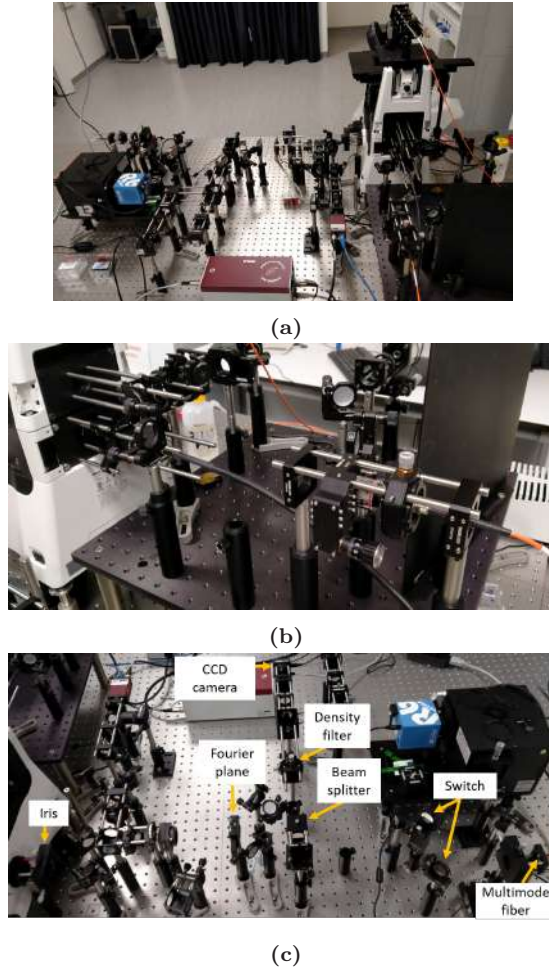 (a)
(b)
CCD
camera
Density
filter
Fourier
plane
Beam
splitter
Switch
Iris
Multimode
fiber
(c)